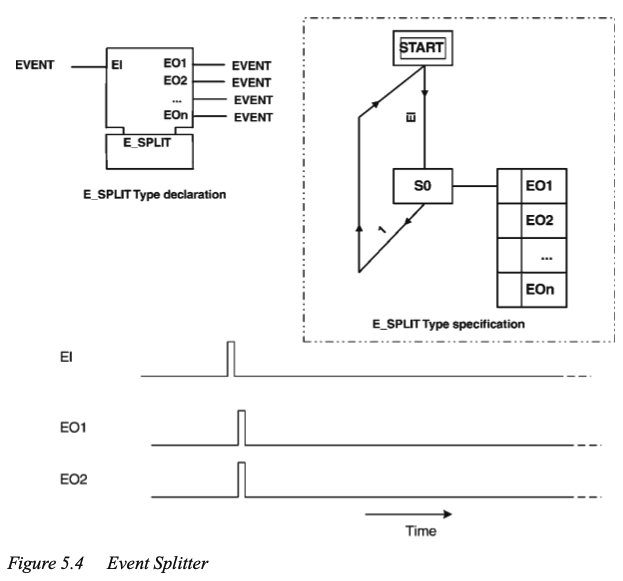 EVENT EI EO1 EVENT
EO2 EVENT
... EVENT
EOn EVENT
E_SPLIT
E_SPLIT Type declaration
START
EI
S0
1
EO1
EO2
...
EOn
E_SPLIT Type specification
EI
EO1
EO2
Time
Figure 5.4 Event Splitter